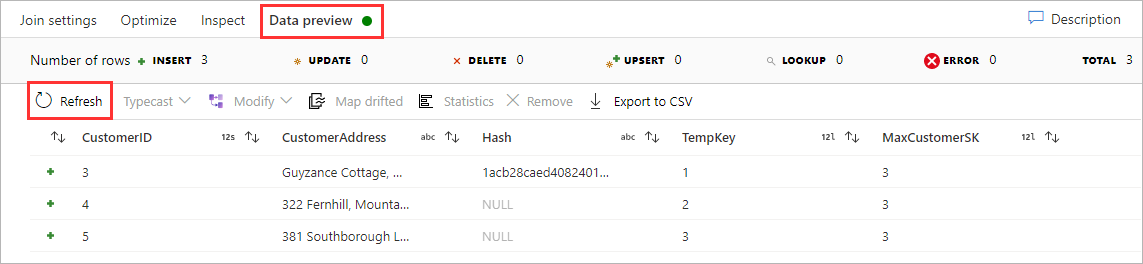 Join settings Optimize Inspect Data preview Description
Number of rows INSERT 3 UPDATE 0 DELETE 0 UPSERT 0 LOOKUP 0 ERROR 0 TOTAL 3
Refresh Typecast Modify Map drifted Statistics Remove Export to CSV
CustomerID 12s CustomerAddress abc Hash abc TempKey 12l MaxCustomerSK 12l
3 Guyzance Cottage, ... 1acb28caed4082401... 1 3
4 322 Fernhill, Mounta... NULL 2 3
5 381 Southborough L... NULL 3 3